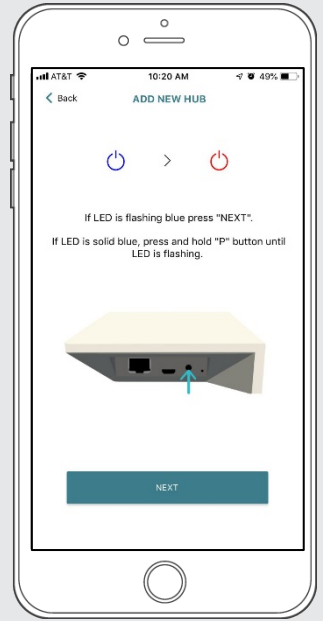 AT&T 10:20 AM 49%
Back ADD NEW HUB
If LED is flashing blue press "NEXT".
If LED is solid blue, press and hold "P" button until
LED is flashing.
NEXT